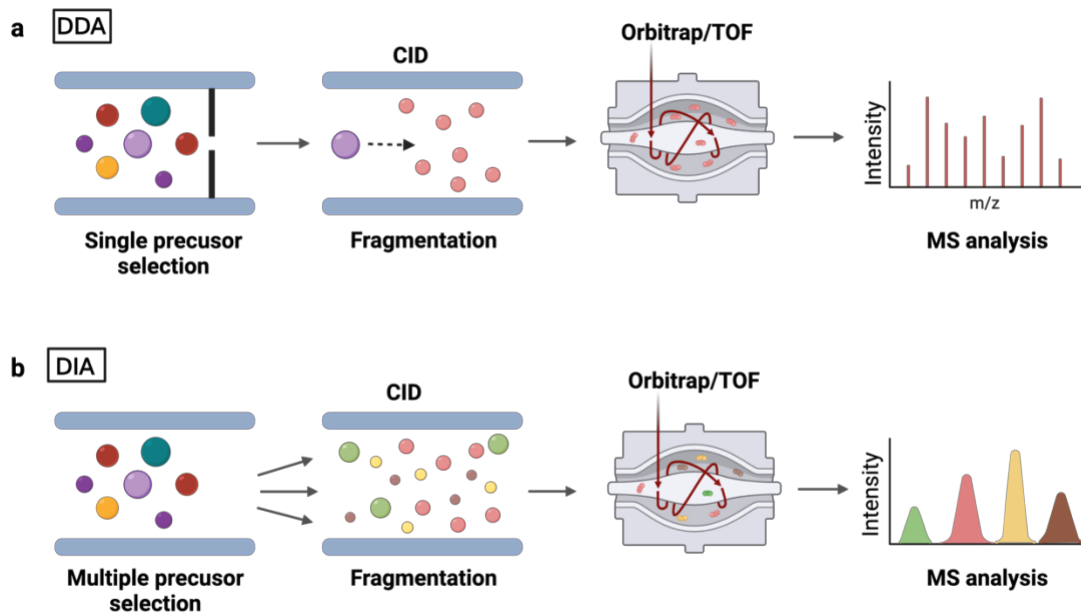 a DDA
CID
Orbitrap/TOF
Intensity
m/z
Single precusor
selection
Fragmentation
MS analysis
b DIA
CID
Orbitrap/TOF
Intensity
Multiple precusor
selection
Fragmentation
MS analysis